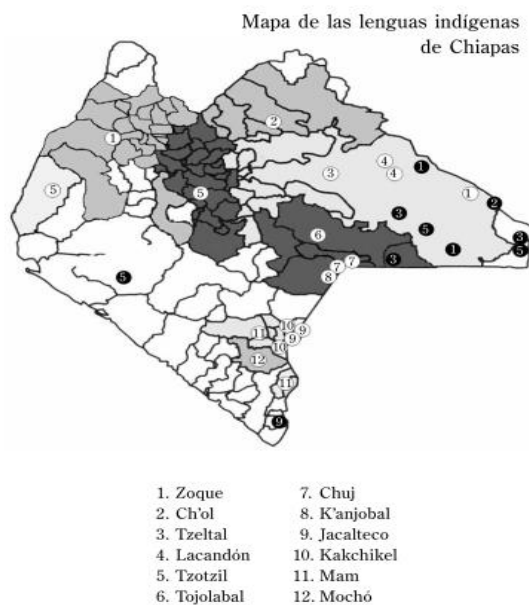 Mapa de las lenguas indígenas
de Chiapas
2
1
4
1
3
4
1
5
5
2
3
5
6
3
5
1
3
5
7
7
8
5
10
9
11
9
10
12
11
9
1. Zoque
2. Ch'ol
3. Tzeltal
4. Lacandón
5. Tzotzil
6. Tojolabal
7. Chuj
8. K'anjobal
9. Jacalteco
10. Kakchikel
11. Mam
12. Mochó